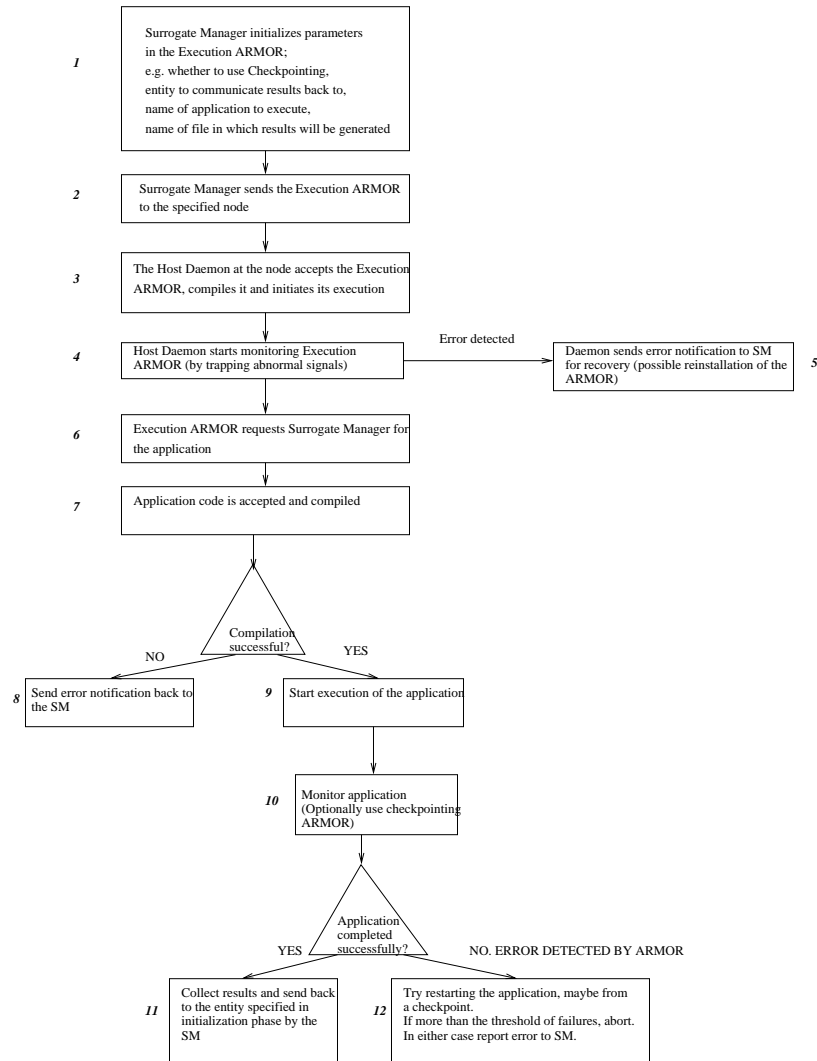 1
Surrogate Manager initializes parameters
in the Execution ARMOR;
e.g. whether to use Checkpointing,
entity to communicate results back to,
name of application to execute,
name of file in which results will be generated
2
Surrogate Manager sends the Execution ARMOR
to the specified node
3
The Host Daemon at the node accepts the Execution
ARMOR, compiles it and initiates its execution
4
Host Daemon starts monitoring Execution
ARMOR (by trapping abnormal signals)
Error detected
Daemon sends error notification to SM
for recovery (possible reinstallation of the
ARMOR)
5
6
Execution ARMOR requests Surrogate Manager for
the application
7
Application code is accepted and compiled
Compilation
successful?
NO
YES
8
Send error notification back to
the SM
9
Start execution of the application
10
Monitor application
(Optionally use checkpointing
ARMOR)
Application
completed
successfully?
YES
NO. ERROR DETECTED BY ARMOR
11
Collect results and send back
to the entity specified in
initialization phase by the
SM
12
Try restarting the application, maybe from
a checkpoint.
If more than the threshold of failures, abort.
In either case report error to SM.